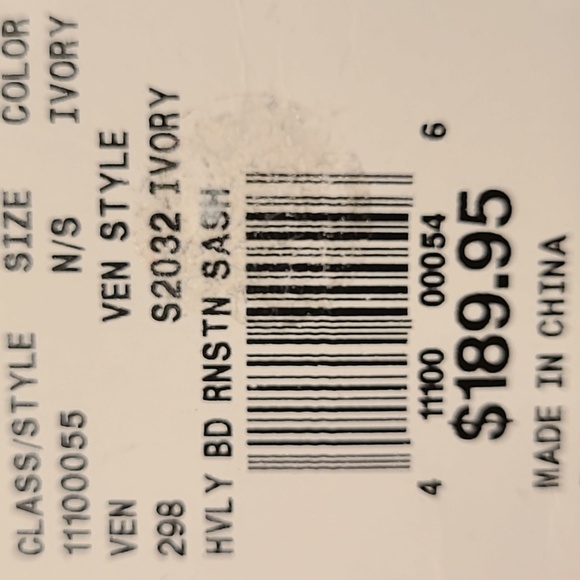 CLASS/STYLE SIZE COLOR
11100055 N/S IVORY
VEN VEN STYLE
298 S2032 IVORY
HVLY BD RNSTN SASH
4 11100 00054 6
$189.95
MADE IN CHINA